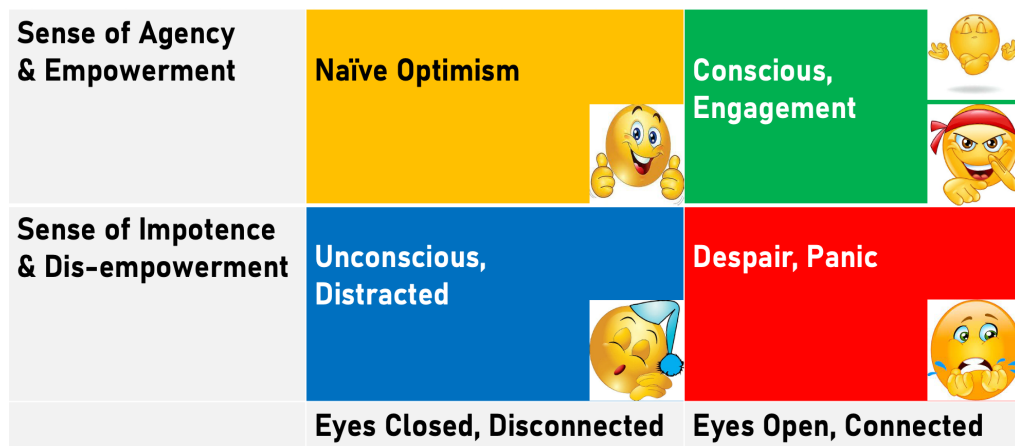 Sense of Agency
& Empowerment
Naïve Optimism
Conscious,
Engagement
Sense of Impotence
& Dis-empowerment
Unconscious,
Distracted
Despair, Panic
Eyes Closed, Disconnected
Eyes Open, Connected